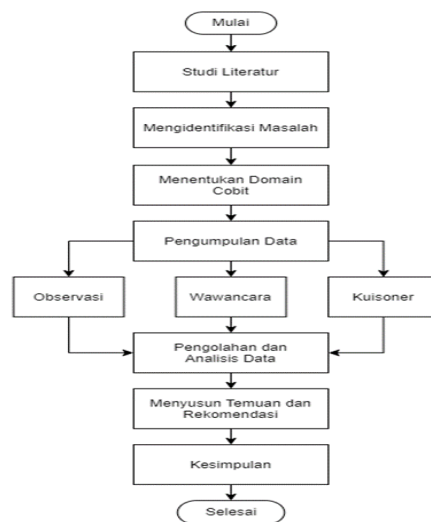 Mulai
Studi Literatur
Mengidentifikasi Masalah
Menentukan Domain
Cobit
Pengumpulan Data
Observasi
Wawancara
Kuisoner
Pengolahan dan
Analisis Data
Menyusun Temuan dan
Rekomendasi
Kesimpulan
Selesai